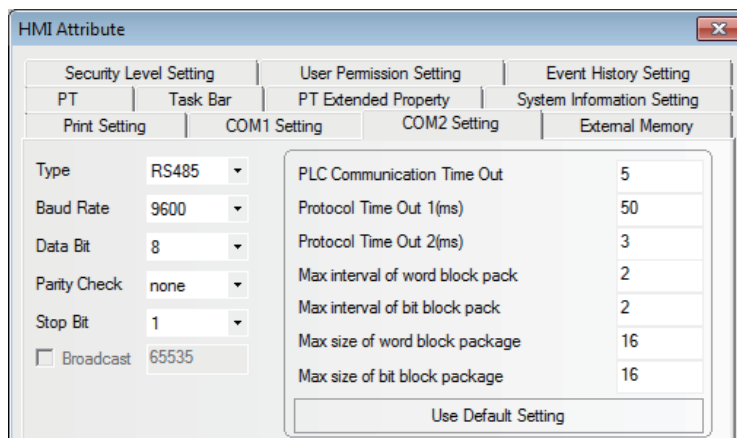 HMI Attribute
Security Level Setting User Permission Setting Event History Setting
PT Task Bar PT Extended Property System Information Setting
Print Setting COM1 Setting COM2 Setting External Memory
Type RS485
Baud Rate 9600
Data Bit 8
Parity Check none
Stop Bit 1
Broadcast 65535
PLC Communication Time Out 5
Protocol Time Out 1(ms) 50
Protocol Time Out 2(ms) 3
Max interval of word block pack 2
Max interval of bit block pack 2
Max size of word block package 16
Max size of bit block package 16
Use Default Setting